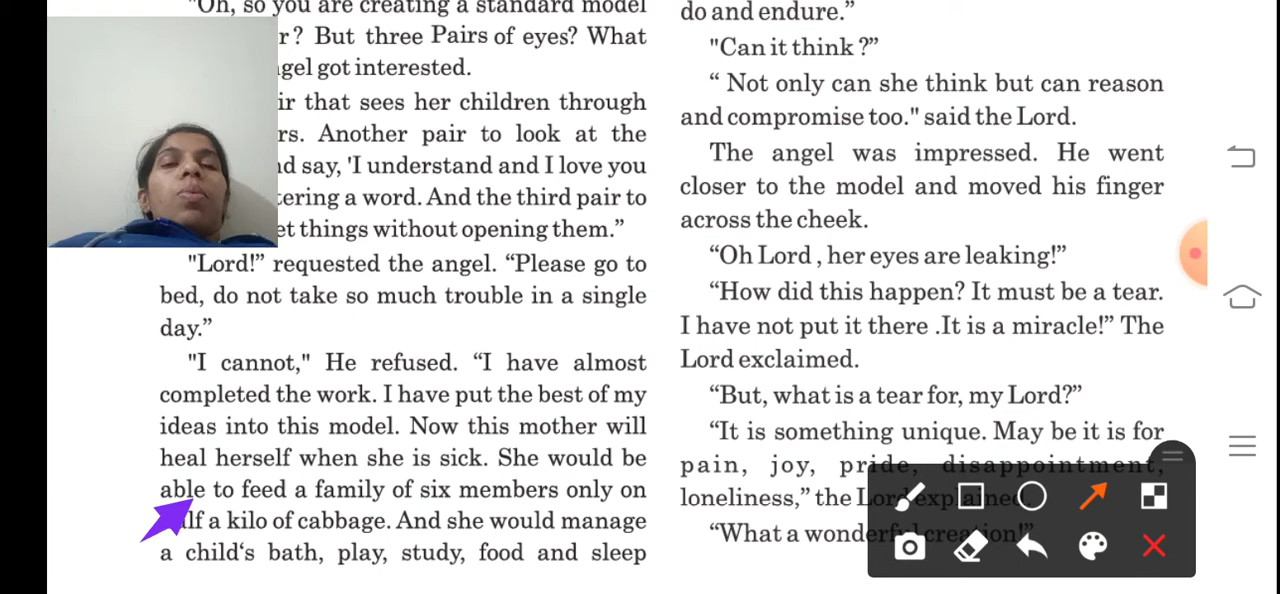 "Oh, so you are creating a standard model
r? But three Pairs of eyes? What
gel got interested.
ir that sees her children through
rs. Another pair to look at the
nd say, 'I understand and I love you
tering a word. And the third pair to
et things without opening them.”
"Lord!” requested the angel. “Please go to
bed, do not take so much trouble in a single
day.”
"I cannot," He refused. “I have almost
completed the work. I have put the best of my
ideas into this model. Now this mother will
heal herself when she is sick. She would be
able to feed a family of six members only on
lf a kilo of cabbage. And she would manage
a child‘s bath, play, study, food and sleep
do and endure.”
"Can it think ?”
“ Not only can she think but can reason
and compromise too." said the Lord.
The angel was impressed. He went
closer to the model and moved his finger
across the cheek.
“Oh Lord , her eyes are leaking!”
“How did this happen? It must be a tear.
I have not put it there .It is a miracle!” The
Lord exclaimed.
“But, what is a tear for, my Lord?”
“It is something unique. May be it is for
pain, joy, pride, disappointment,
loneliness,” the Lord explained.
“What a wonderful creation!”